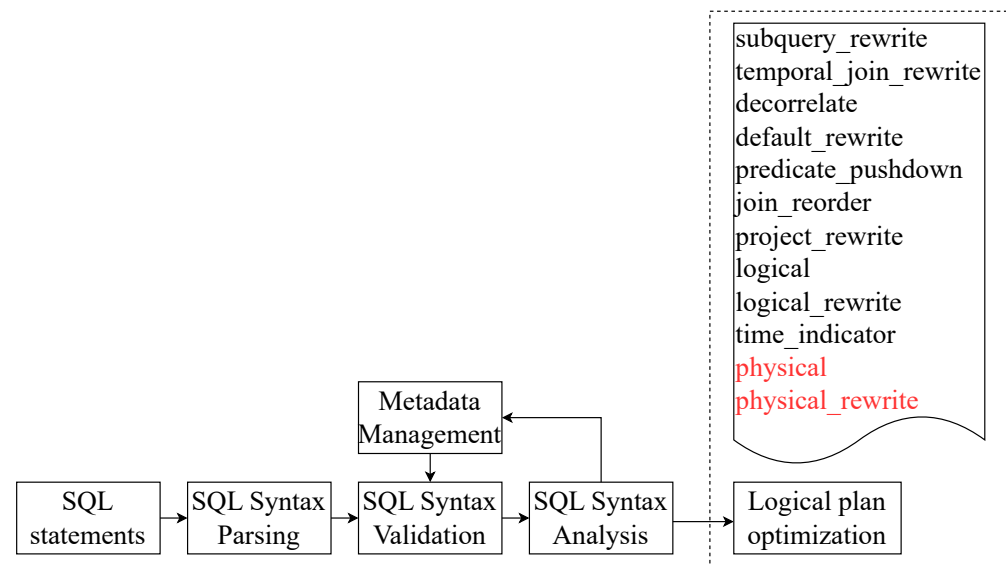 subquery_rewrite
temporal_join_rewrite
decorrelate
default_rewrite
predicate_pushdown
join_reorder
project_rewrite
logical
logical_rewrite
time_indicator
physical
physical_rewrite
Metadata
Management
SQL
statements
SQL Syntax
Parsing
SQL Syntax
Validation
SQL Syntax
Analysis
Logical plan
optimization